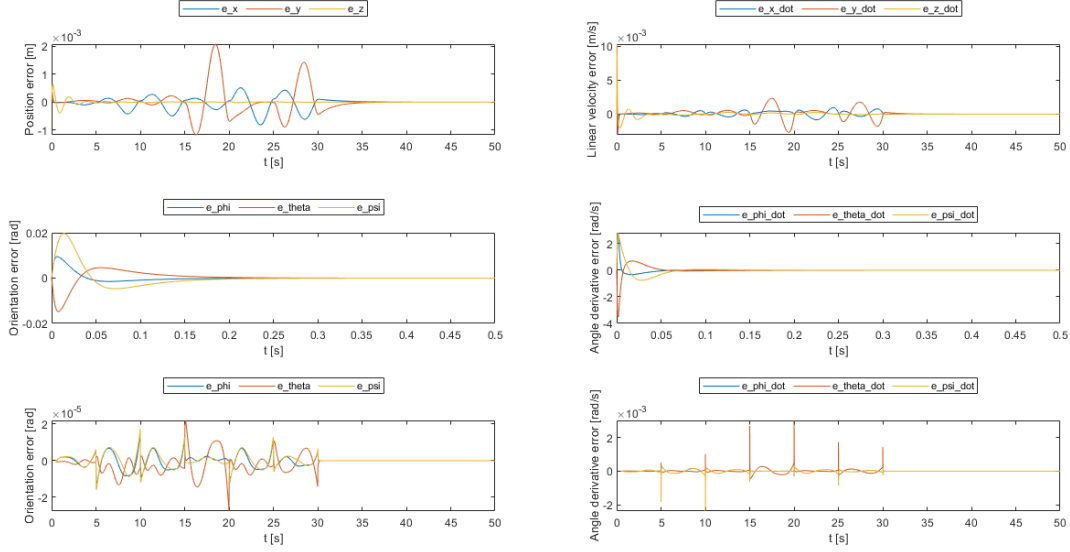 e_x e_y e_z
×10^-3
Position error [m]
2
1
0
-1
0 5 10 15 20 25 30 35 40 45 50
t [s]
e_x_dot e_y_dot e_z_dot
×10^-3
Linear velocity error [m/s]
10
5
0
0 5 10 15 20 25 30 35 40 45 50
t [s]
e_phi e_theta e_psi
Orientation error [rad]
0.02
0
-0.02
0 0.05 0.1 0.15 0.2 0.25 0.3 0.35 0.4 0.45 0.5
t [s]
e_phi_dot e_theta_dot e_psi_dot
Angle derivative error [rad/s]
2
0
-2
-4
0 0.05 0.1 0.15 0.2 0.25 0.3 0.35 0.4 0.45 0.5
t [s]
e_phi e_theta e_psi
×10^-5
Orientation error [rad]
2
0
-2
0 5 10 15 20 25 30 35 40 45 50
t [s]
e_phi_dot e_theta_dot e_psi_dot
×10^-3
Angle derivative error [rad/s]
2
0
-2
0 5 10 15 20 25 30 35 40 45 50
t [s]